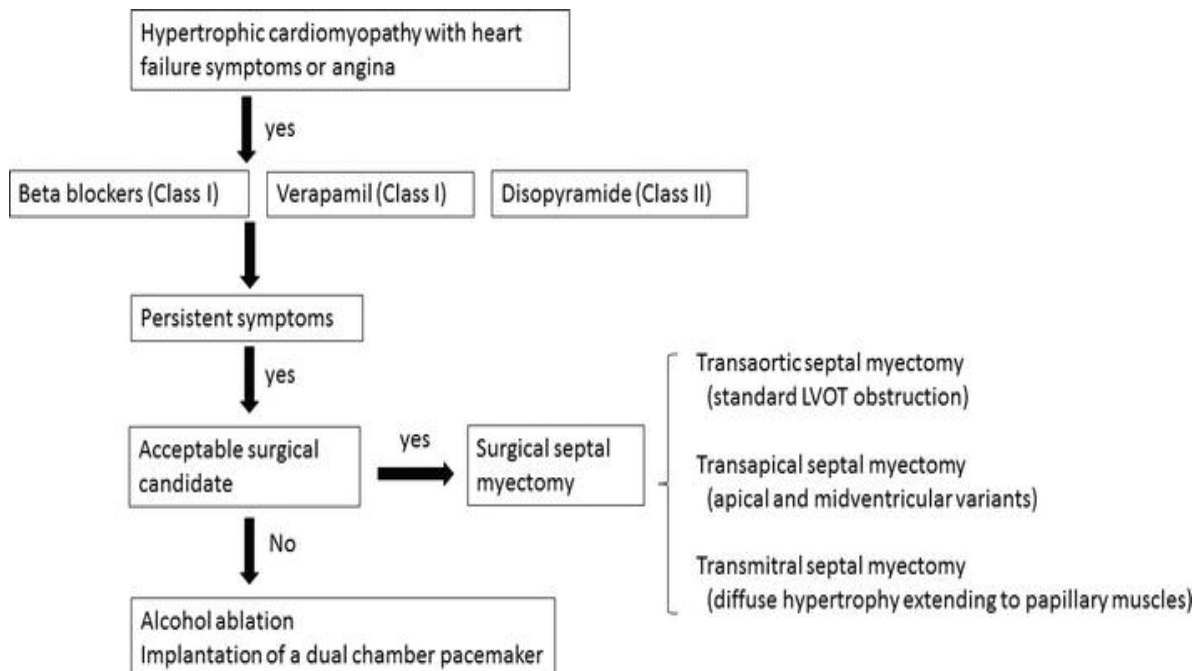 Hypertrophic cardiomyopathy with heart
failure symptoms or angina
yes
Beta blockers (Class I)
Verapamil (Class I)
Disopyramide (Class II)
Persistent symptoms
yes
Acceptable surgical
candidate
yes
Surgical septal
myectomy
Transaortic septal myectomy
(standard LVOT obstruction)
Transapical septal myectomy
(apical and midventricular variants)
Transmitral septal myectomy
(diffuse hypertrophy extending to papillary muscles)
No
Alcohol ablation
Implantation of a dual chamber pacemaker